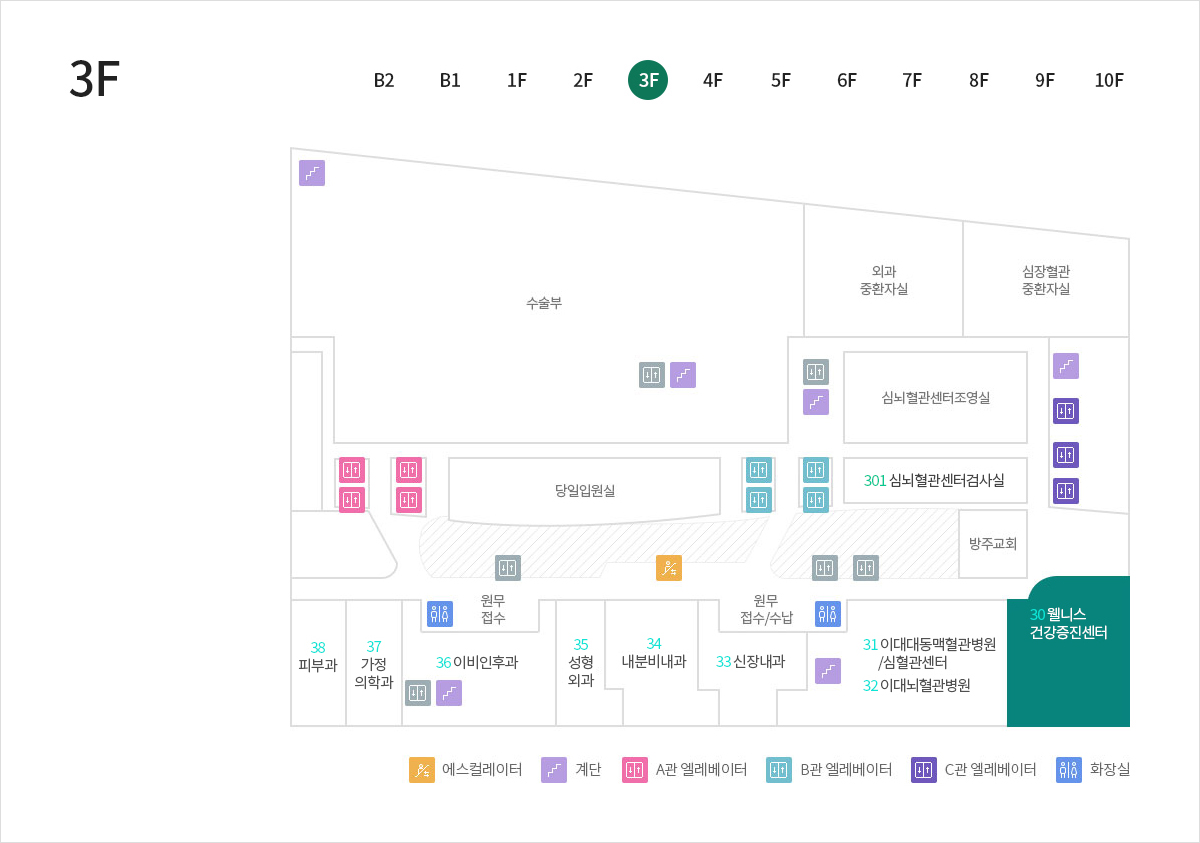 3F
B2
B1
1F
2F
3F
4F
5F
6F
7F
8F
9F
10F
수술부
외과
중환자실
심장혈관
중환자실
심뇌혈관센터조영실
당일입원실
301 심뇌혈관센터검사실
방주교회
원무
접수
원무
접수/수납
38
피부과
37
가정
의학과
36 이비인후과
35
성형
외과
34
내분비내과
33 신장내과
31 이대대동맥혈관병원
/심혈관센터
32 이대뇌혈관병원
30 웰니스
건강증진센터
에스컬레이터
계단
A관 엘레베이터
B관 엘레베이터
C관 엘레베이터
화장실